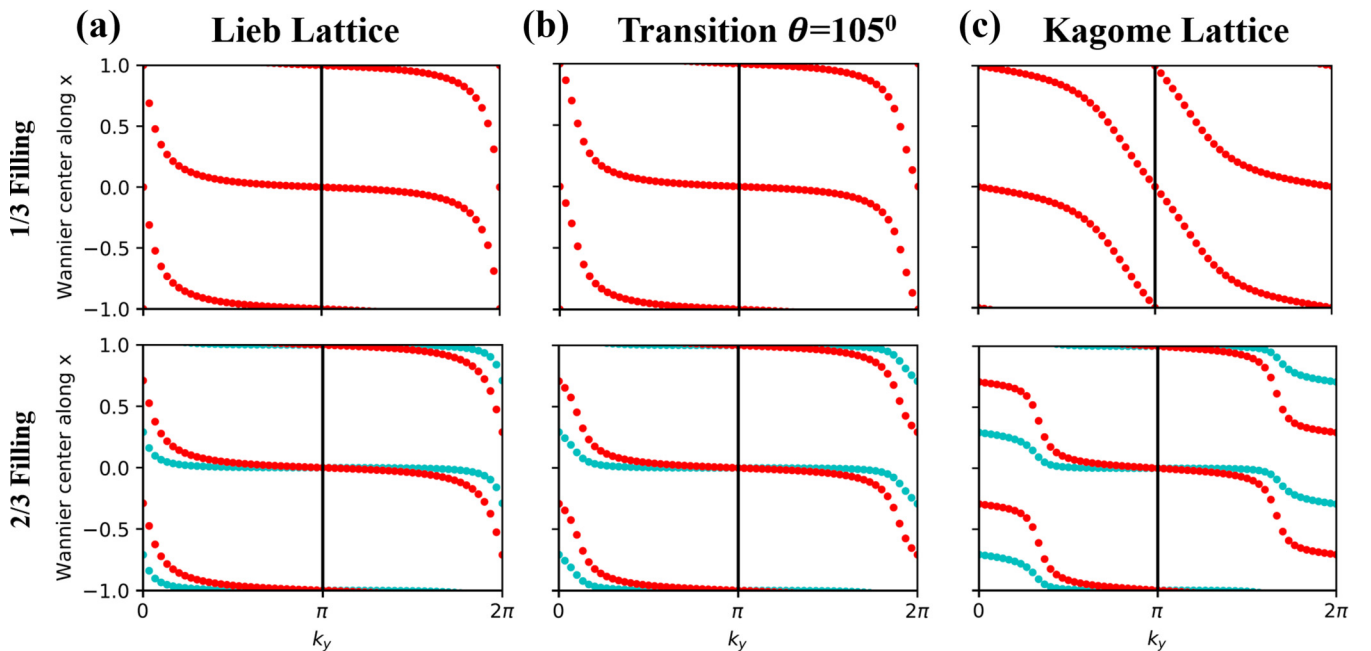 (a) Lieb Lattice
(b) Transition θ=105⁰
(c) Kagome Lattice
1/3 Filling
Wannier center along x
1.0
0.5
0.0
−0.5
−1.0
2/3 Filling
Wannier center along x
1.0
0.5
0.0
−0.5
−1.0
0 π 2π
0 π 2π
0 π 2π
k_y
k_y
k_y